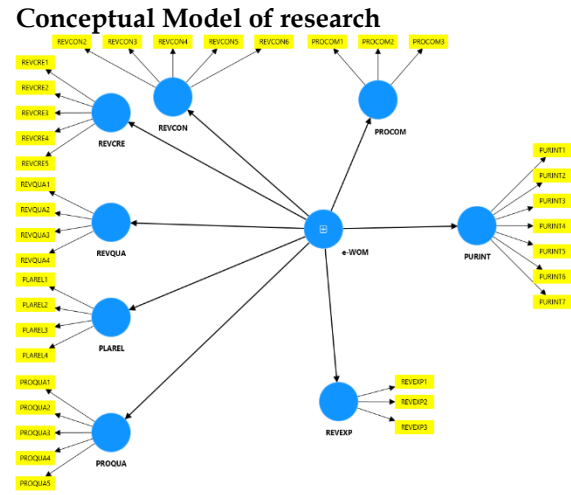 Conceptual Model of research
REVCON2 REVCON3 REVCON4 REVCON5 REVCON6
PROCOM1 PROCOM2 PROCOM3
REVCRE1
REVCRE2
REVCRE3
REVCRE4
REVCRE5
REVCRE
REVCON
PROCOM
REVQUA1
REVQUA2
REVQUA3
REVQUA4
REVQUA
PURINT1
PURINT2
PURINT3
PURINT4
PURINT5
PURINT6
PURINT7
PURINT
e-WOM
PLAREL1
PLAREL2
PLAREL3
PLAREL4
PLAREL
PROQUA1
PROQUA2
PROQUA3
PROQUA4
PROQUA5
PROQUA
REVEXP1
REVEXP2
REVEXP3
REVEXP